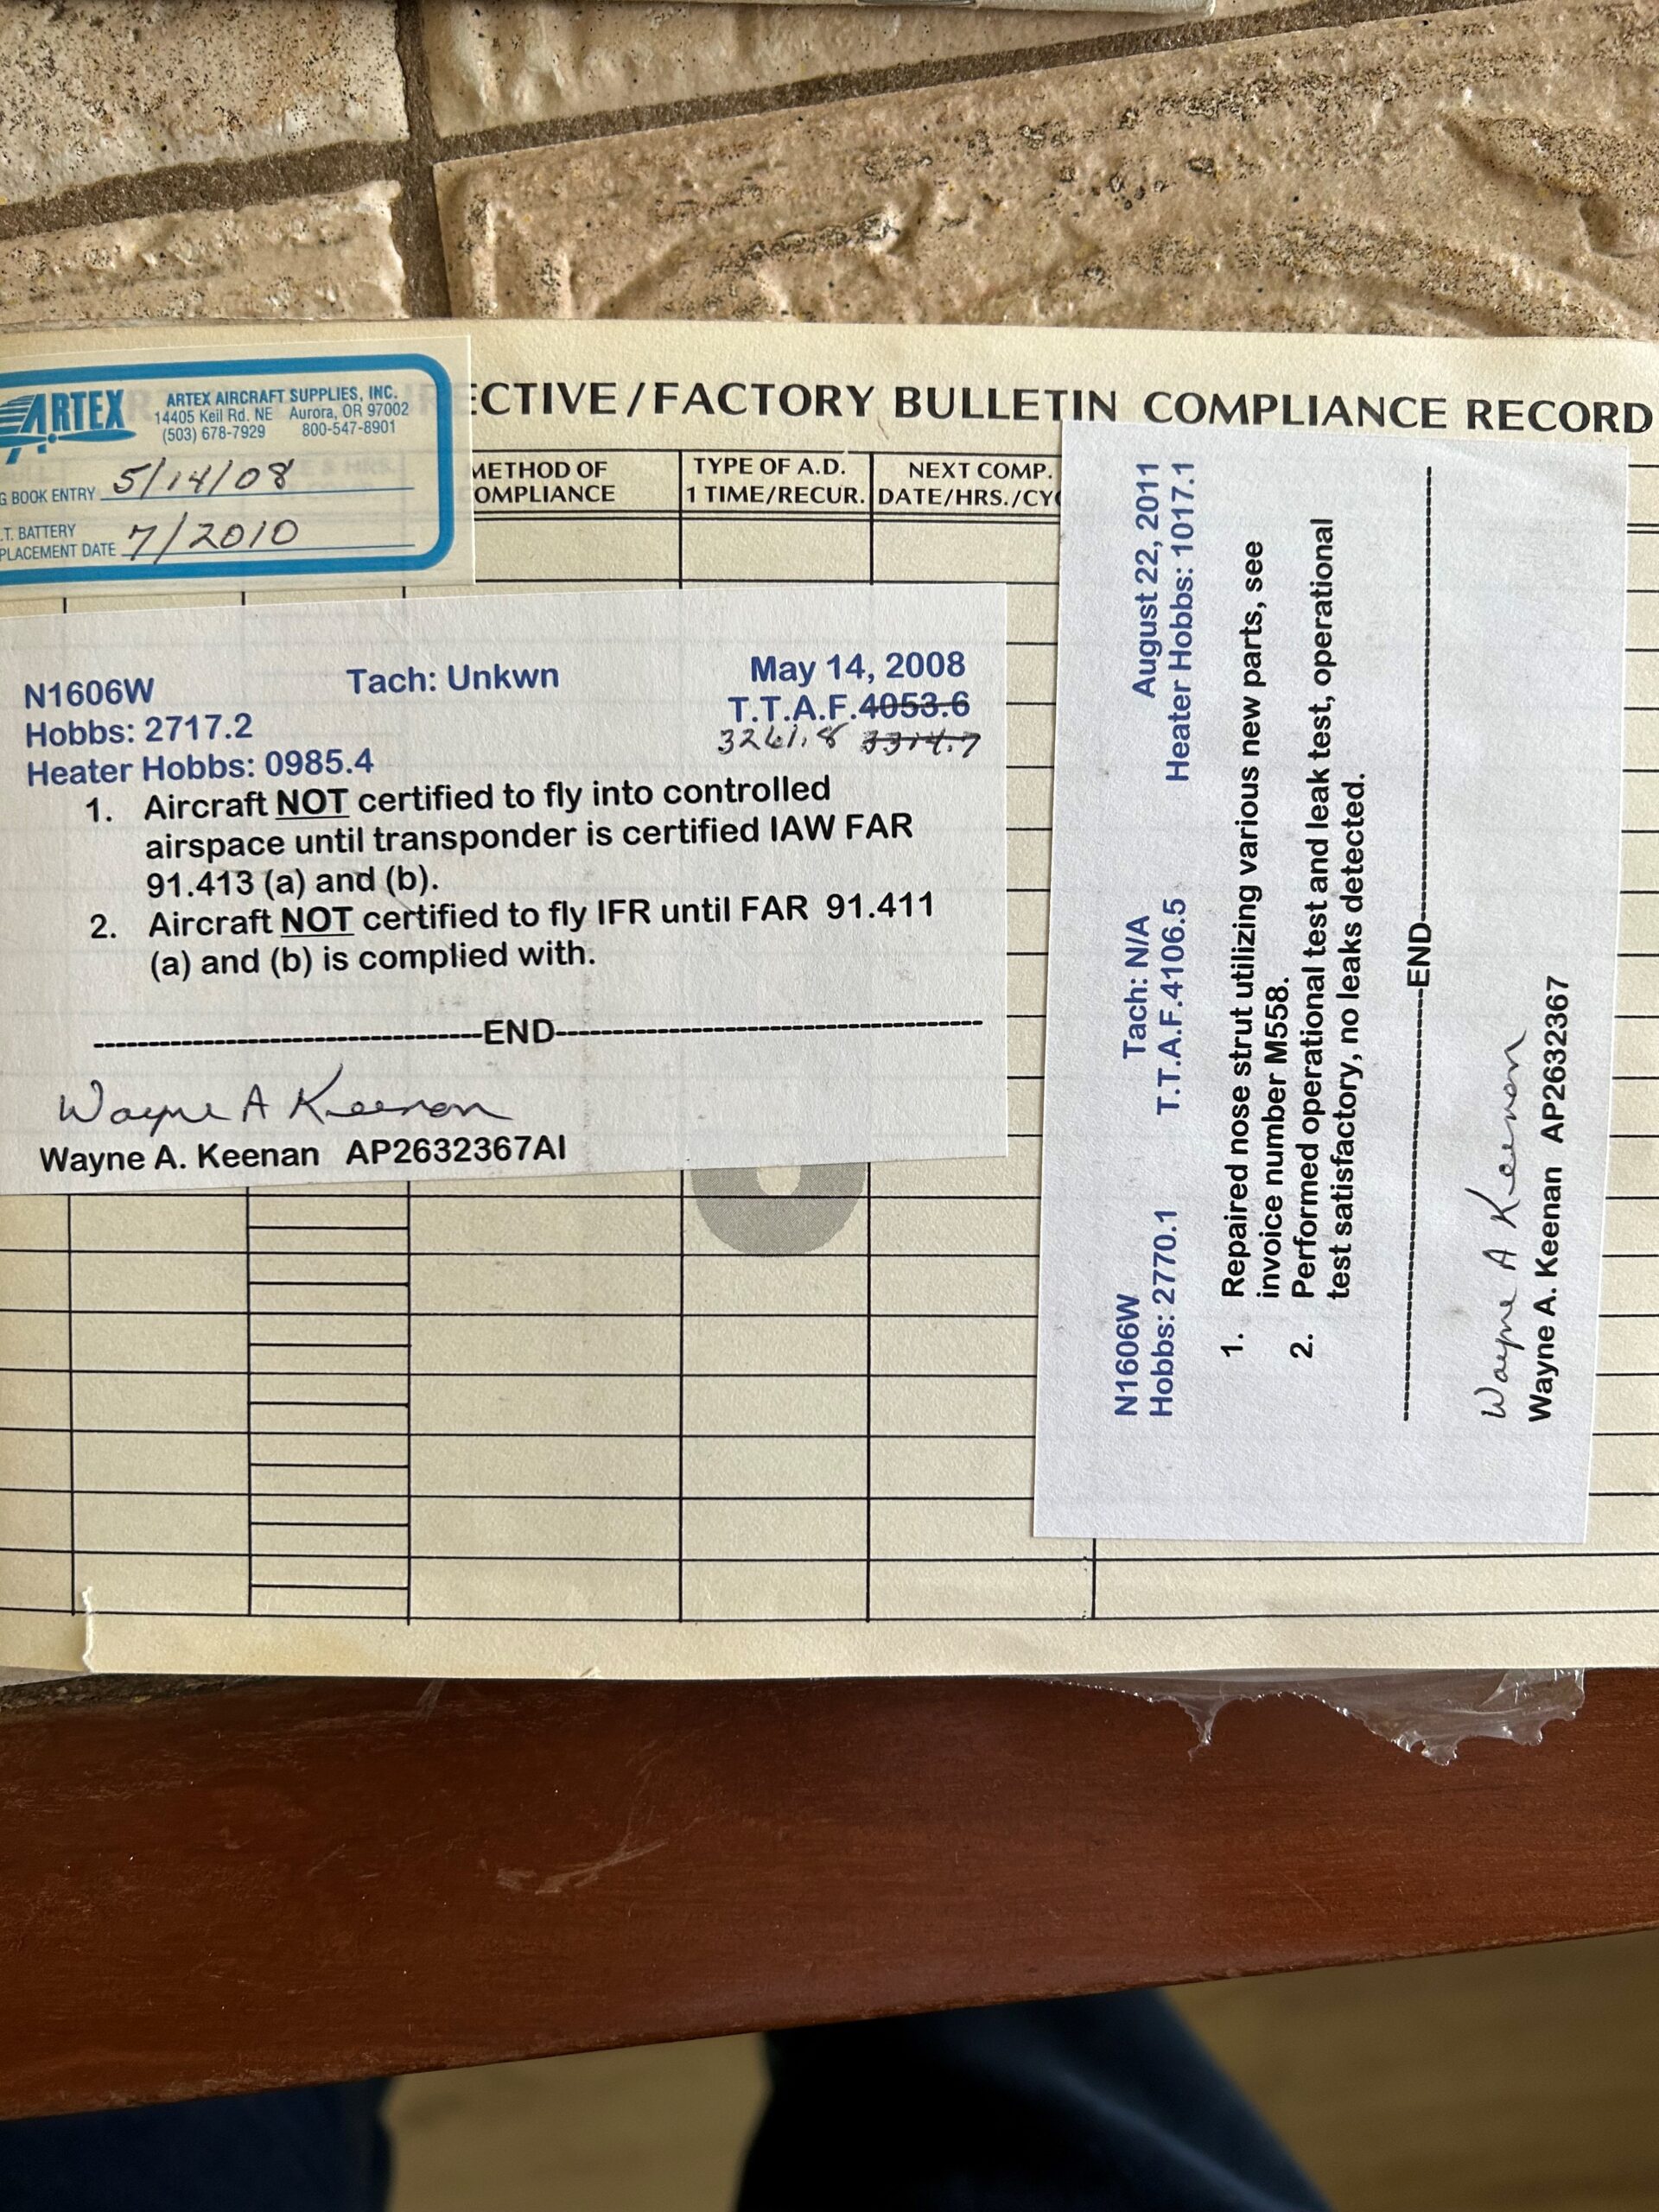 ARTEX
ARTEX AIRCRAFT SUPPLIES, INC.
14405 Keil Rd. NE Aurora, OR 97002
(503) 678-7929 800-547-8901
G BOOK ENTRY 5/14/08
.T. BATTERY
PLACEMENT DATE 7/2010
ECTIVE/FACTORY BULLETIN COMPLIANCE RECORD
METHOD OF
OMPLIANCE
TYPE OF A.D.
1 TIME/RECUR.
NEXT COMP.
DATE/HRS./CYC
N1606W Tach: Unkwn May 14, 2008
Hobbs: 2717.2 T.T.A.F.4053.6
3261.8 3314.7
Heater Hobbs: 0985.4
1. Aircraft NOT certified to fly into controlled
airspace until transponder is certified IAW FAR
91.413 (a) and (b).
2. Aircraft NOT certified to fly IFR until FAR 91.411
(a) and (b) is complied with.
END
Wayne A Keenan
Wayne A. Keenan AP2632367AI
N1606W Tach: N/A August 22, 2011
Hobbs: 2770.1 T.T.A.F.4106.5 Heater Hobbs: 1017.1
1. Repaired nose strut utilizing various new parts, see
invoice number M558.
2. Performed operational test and leak test, operational
test satisfactory, no leaks detected.
END
Wayne A Keenan
Wayne A. Keenan AP2632367